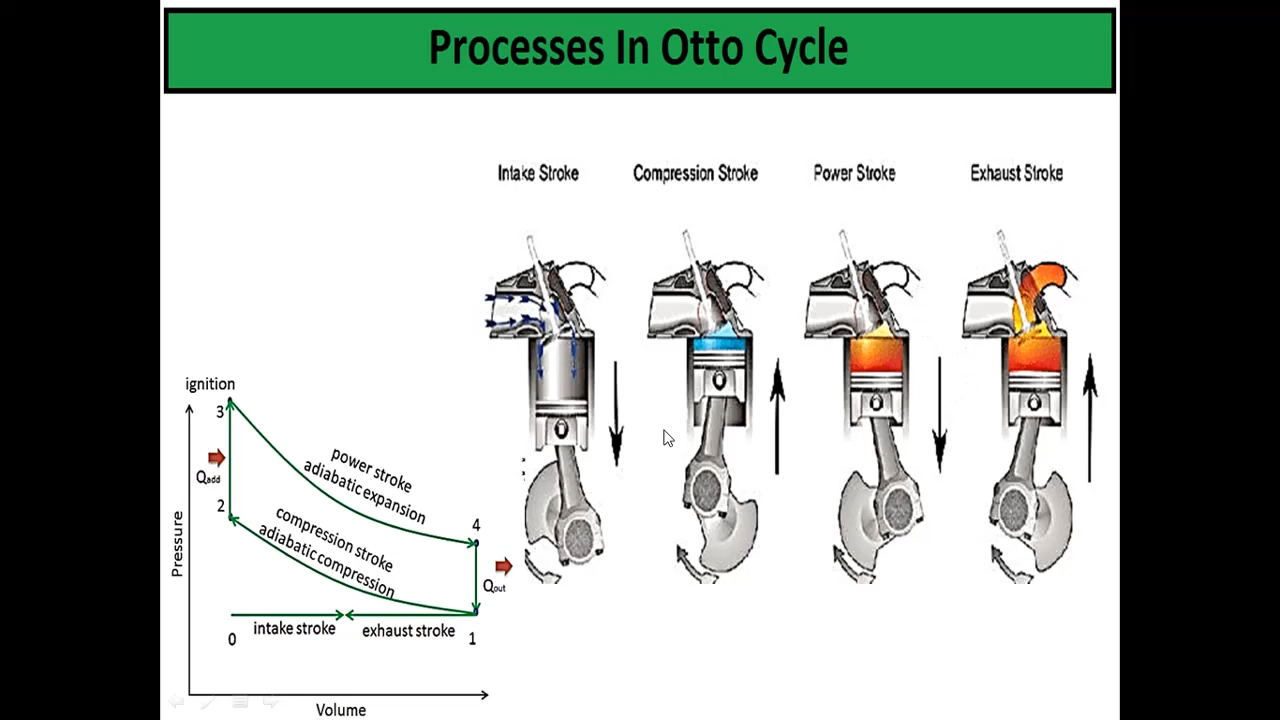 Processes In Otto Cycle
Intake Stroke
Compression Stroke
Power Stroke
Exhaust Stroke
ignition
3
Qadd
2
power stroke
adiabatic expansion
compression stroke
adiabatic compression
4
Qout
intake stroke
exhaust stroke
0
1
Pressure
Volume